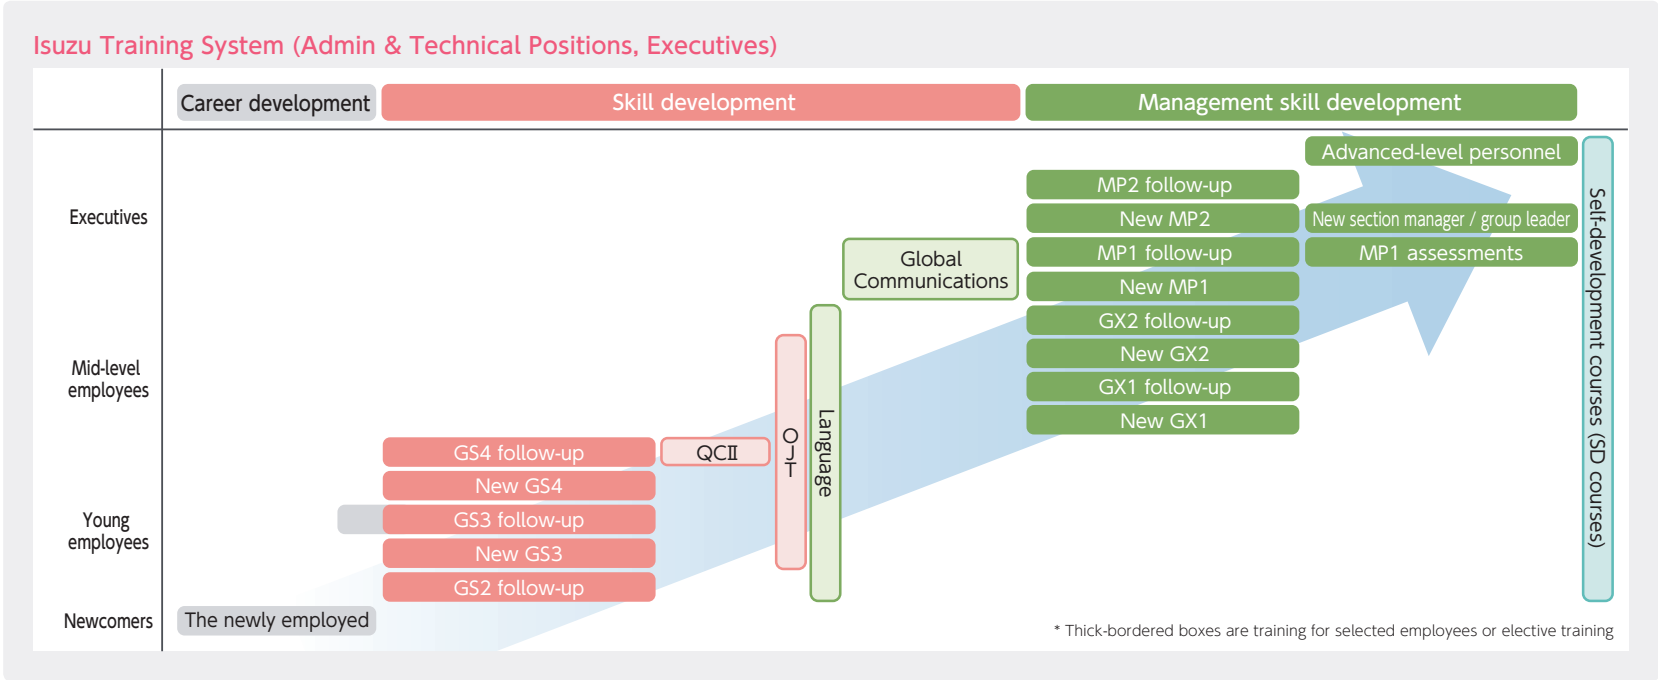 Isuzu Training System (Admin & Technical Positions, Executives)
Career development
Skill development
Management skill development
Executives
Mid-level
employees
Young
employees
Newcomers
The newly employed
GS4 follow-up
New GS4
GS3 follow-up
New GS3
GS2 follow-up
QCⅡ
OJT
Language
Global
Communications
MP2 follow-up
New MP2
MP1 follow-up
New MP1
GX2 follow-up
New GX2
GX1 follow-up
New GX1
Advanced-level personnel
New section manager / group leader
MP1 assessments
Self-development courses (SD courses)
* Thick-bordered boxes are training for selected employees or elective training